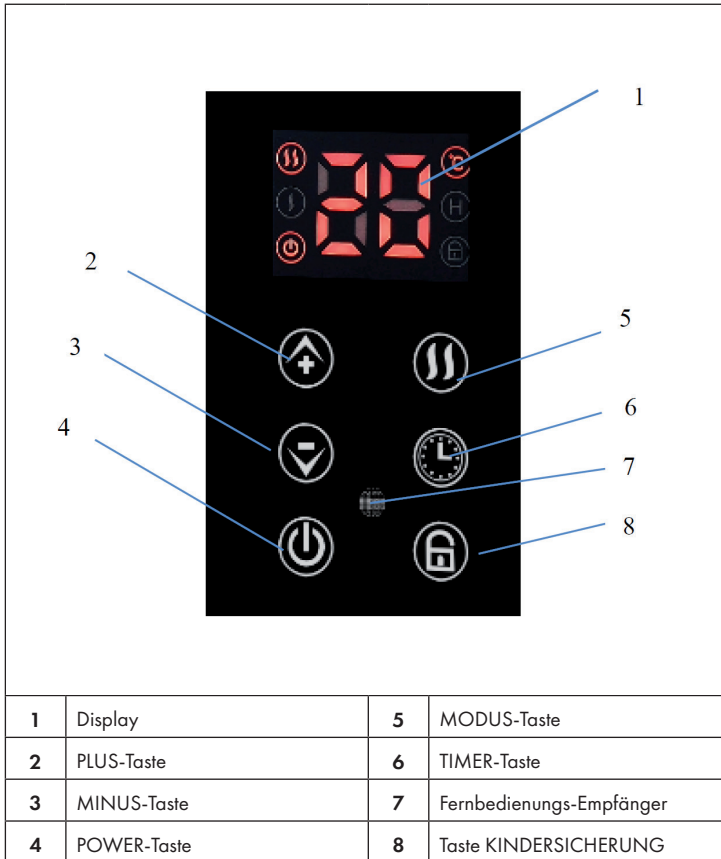 1
20
°C
H
2
5
3
6
4
7
8
1 Display 5 MODUS-Taste
2 PLUS-Taste 6 TIMER-Taste
3 MINUS-Taste 7 Fernbedienungs-Empfänger
4 POWER-Taste 8 Taste KINDERSICHERUNG